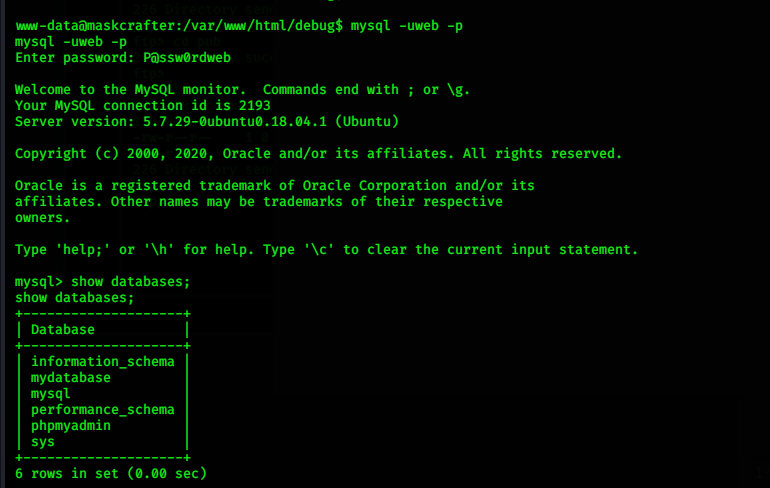 www-data@maskcrafter:/var/www/html/debug$ mysql -uweb -p
mysql -uweb -p
Enter password: P@ssw0rdweb
Welcome to the MySQL monitor.  Commands end with ; or \g.
Your MySQL connection id is 2193
Server version: 5.7.29-0ubuntu0.18.04.1 (Ubuntu)
Copyright (c) 2000, 2020, Oracle and/or its affiliates. All rights reserved.
Oracle is a registered trademark of Oracle Corporation and/or its
affiliates. Other names may be trademarks of their respective
owners.
Type 'help;' or '\h' for help. Type '\c' to clear the current input statement.
mysql> show databases;
show databases;
+--------------------+
| Database           |
+--------------------+
| information_schema |
| mydatabase         |
| mysql              |
| performance_schema |
| phpmyadmin         |
| sys                |
+--------------------+
6 rows in set (0.00 sec)